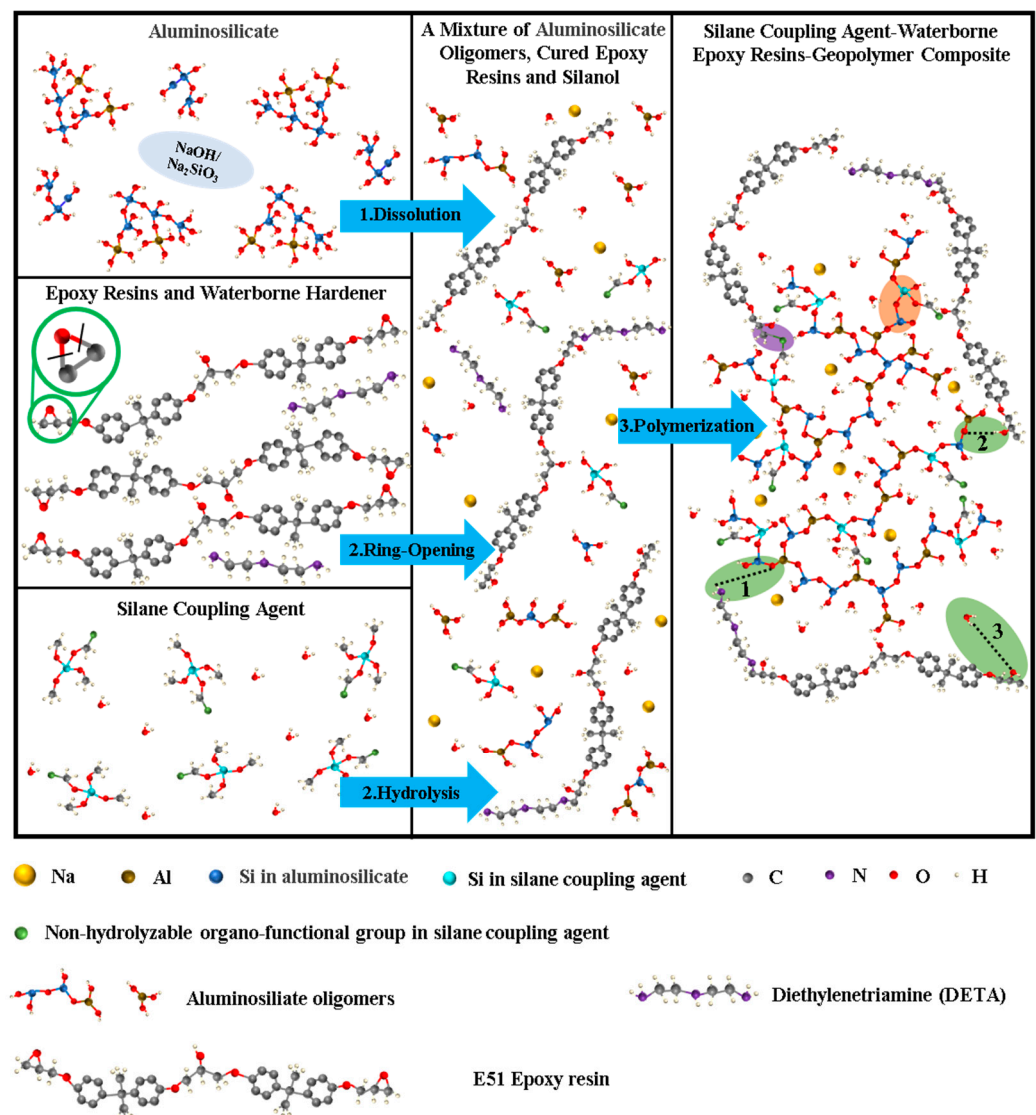 Aluminosilicate
NaOH/
Na₂SiO₃
1.Dissolution
Epoxy Resins and Waterborne Hardener
2.Ring-Opening
Silane Coupling Agent
2.Hydrolysis
A Mixture of Aluminosilicate
Oligomers, Cured Epoxy
Resins and Silanol
3.Polymerization
Silane Coupling Agent-Waterborne
Epoxy Resins-Geopolymer Composite
2
1
3
Na
Al
Si in aluminosilicate
Si in silane coupling agent
C
N
O
H
Non-hydrolyzable organo-functional group in silane coupling agent
Aluminosiliate oligomers
Diethylenetriamine (DETA)
E51 Epoxy resin